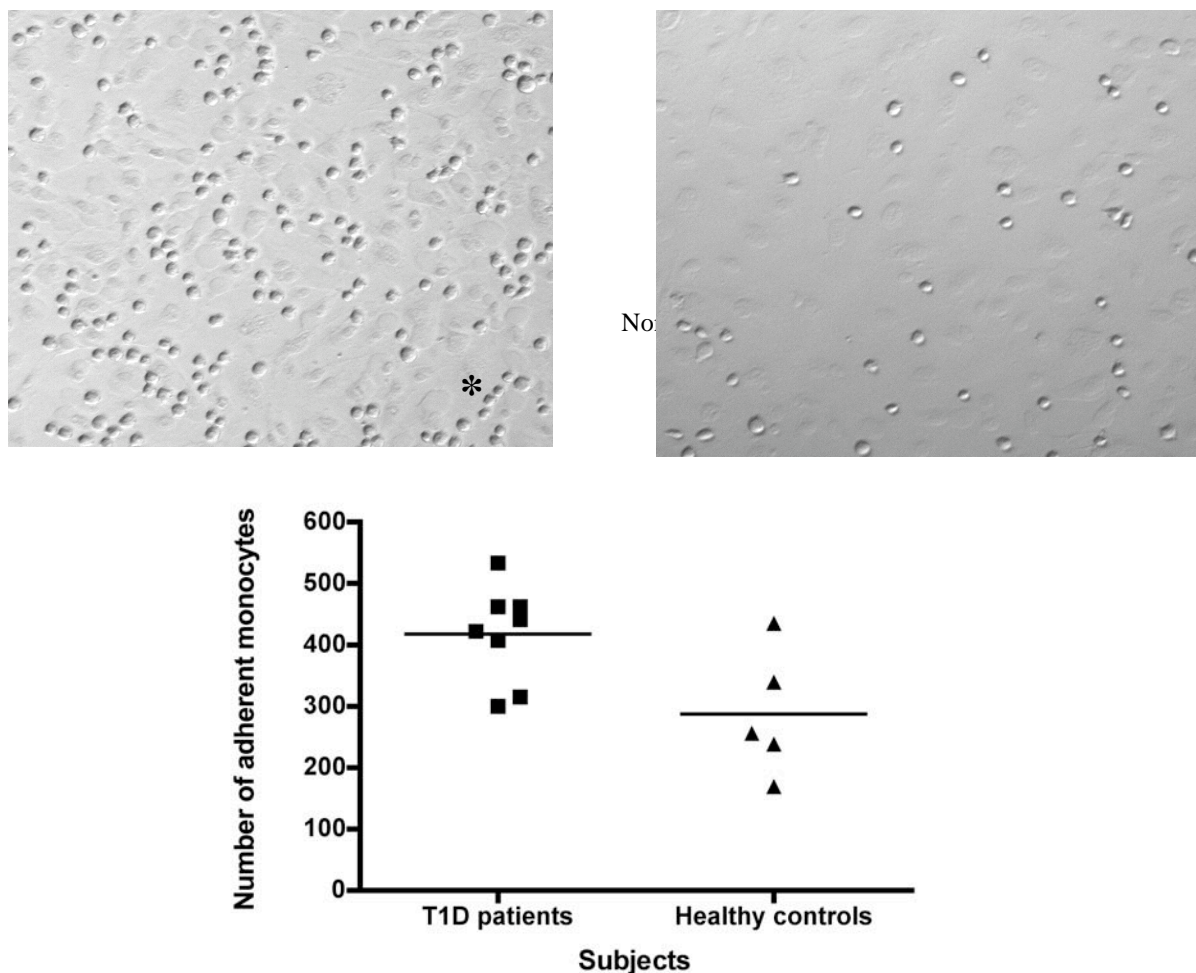 *
600
500
400
300
200
100
0
Number of adherent monocytes
T1D patients Healthy controls
Subjects